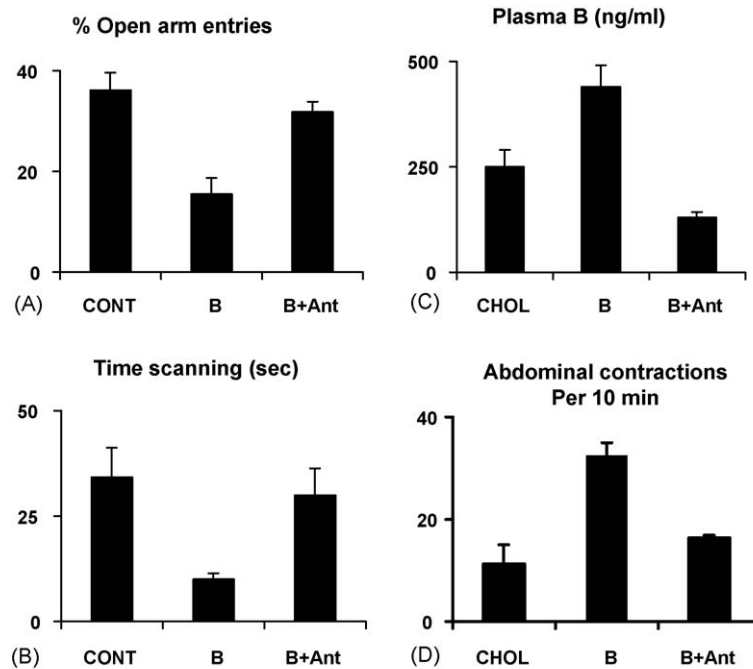 % Open arm entries
40
20
0
(A)
CONT B B+Ant
Time scanning (sec)
50
25
0
(B)
CONT B B+Ant
Plasma B (ng/ml)
500
250
0
(C)
CHOL B B+Ant
Abdominal contractions
Per 10 min
40
20
0
(D)
CHOL B B+Ant